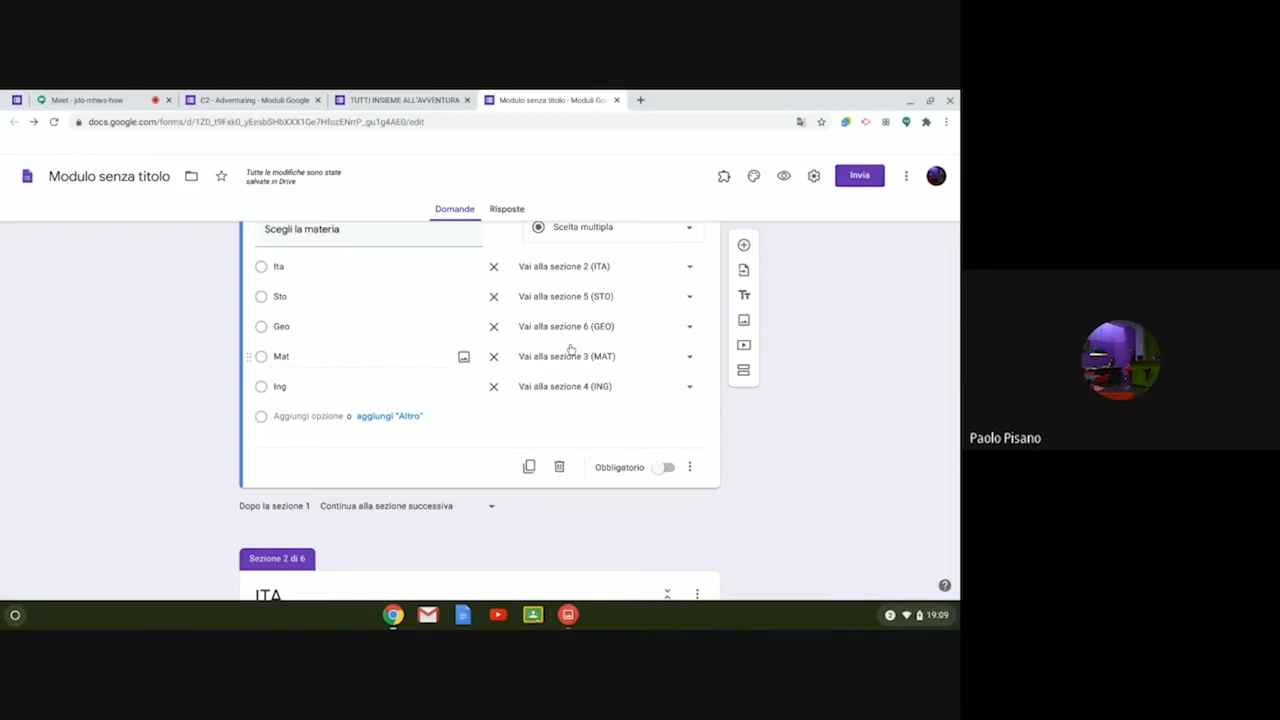 Meet - jdo-mhws-how
C2 - Adventuring - Moduli Google
TUTTI INSIEME ALL'AVVENTURA
Modulo senza titolo - Moduli Go
docs.google.com/forms/d/1Z0_t9Fxk0_yEesbSHbXXX1Ge7HfozENrrP_gu1g4AE0/edit
Modulo senza titolo
Tutte le modifiche sono state
salvate in Drive
Invia
Domande
Risposte
Scegli la materia
Scelta multipla
Ita
Vai alla sezione 2 (ITA)
Sto
Vai alla sezione 5 (STO)
Geo
Vai alla sezione 6 (GEO)
Mat
Vai alla sezione 3 (MAT)
Ing
Vai alla sezione 4 (ING)
Aggiungi opzione o aggiungi "Altro"
Obbligatorio
Dopo la sezione 1 Continua alla sezione successiva
Sezione 2 di 6
ITA
2
19:09
Paolo Pisano